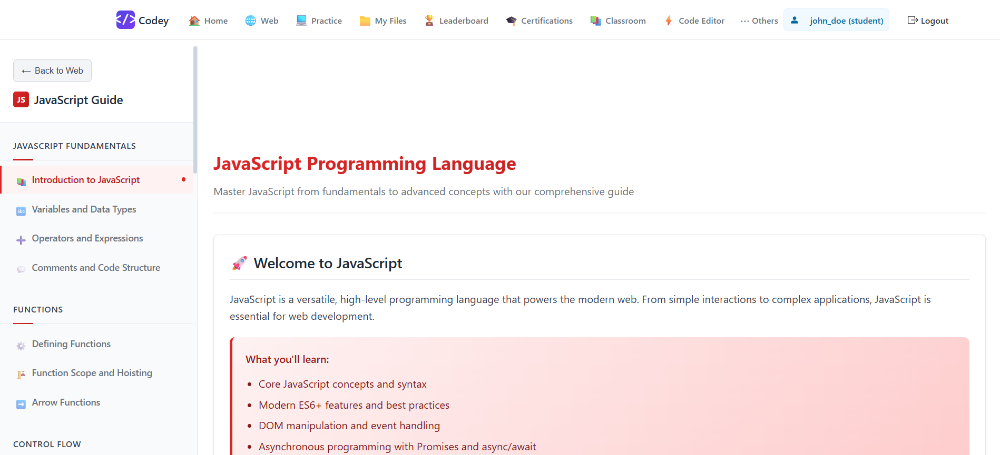 </> Codey Home Web Practice My Files Leaderboard Certifications Classroom Code Editor ··· Others john_doe (student) Logout
← Back to Web
JS JavaScript Guide
JAVASCRIPT FUNDAMENTALS
Introduction to JavaScript
abc Variables and Data Types
Operators and Expressions
Comments and Code Structure
FUNCTIONS
Defining Functions
Function Scope and Hoisting
Arrow Functions
CONTROL FLOW
JavaScript Programming Language
Master JavaScript from fundamentals to advanced concepts with our comprehensive guide
Welcome to JavaScript
JavaScript is a versatile, high-level programming language that powers the modern web. From simple interactions to complex applications, JavaScript is
essential for web development.
What you'll learn:
• Core JavaScript concepts and syntax
• Modern ES6+ features and best practices
• DOM manipulation and event handling
• Asynchronous programming with Promises and async/await